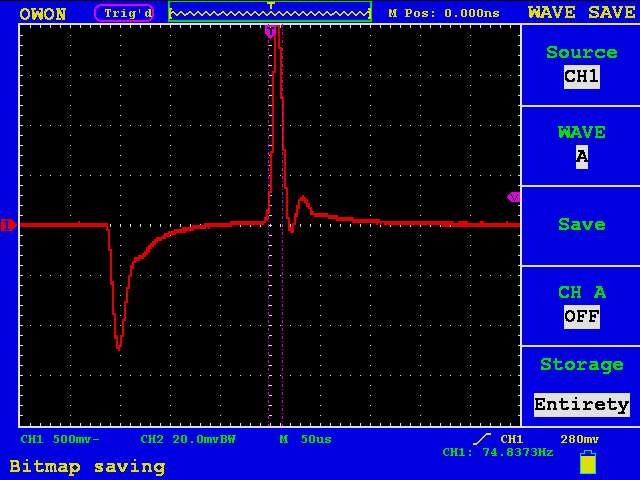 OWON Trig'd T M Pos: 0.000ns WAVE SAVE
T
Source
CH1
WAVE
A
V
1
Save
CH A
OFF
Storage
Entirety
CH1 500mv- CH2 20.0mvBW M 50us CH1 280mv
CH1: 74.8373Hz
Bitmap saving